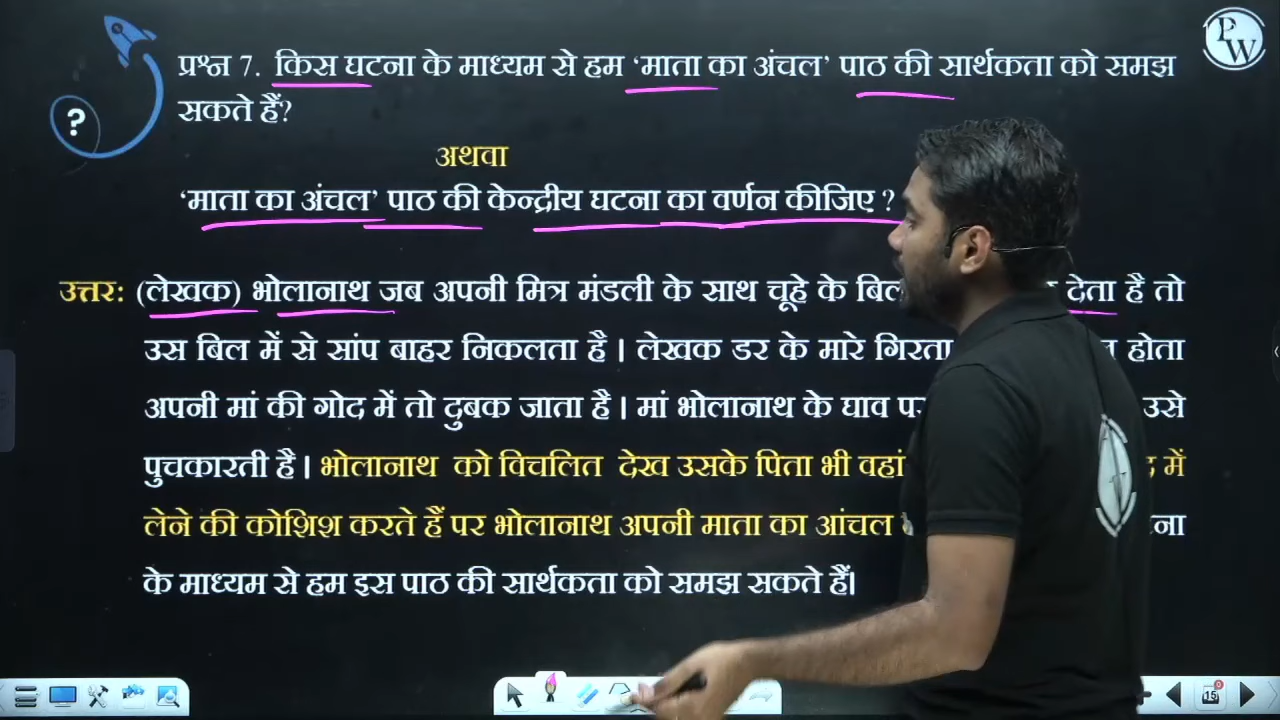 प्रश्न 7. किस घटना के माध्यम से हम ‘माता का अंचल’ पाठ की सार्थकता को समझ
सकते हैं?
?
PW
अथवा
‘माता का अंचल’ पाठ की केन्द्रीय घटना का वर्णन कीजिए ?
उत्तर: (लेखक) भोलानाथ जब अपनी मित्र मंडली के साथ चूहे के बिल देता है तो
उस बिल में से सांप बाहर निकलता है। लेखक डर के मारे गिरता होता
अपनी मां की गोद में तो दुबक जाता है। मां भोलानाथ के घाव उसे
पुचकारती है। भोलानाथ को विचलित देख उसके पिता भी वहां में
लेने की कोशिश करते हैं पर भोलानाथ अपनी माता का आंचल
के माध्यम से हम इस पाठ की सार्थकता को समझ सकते हैं।
15